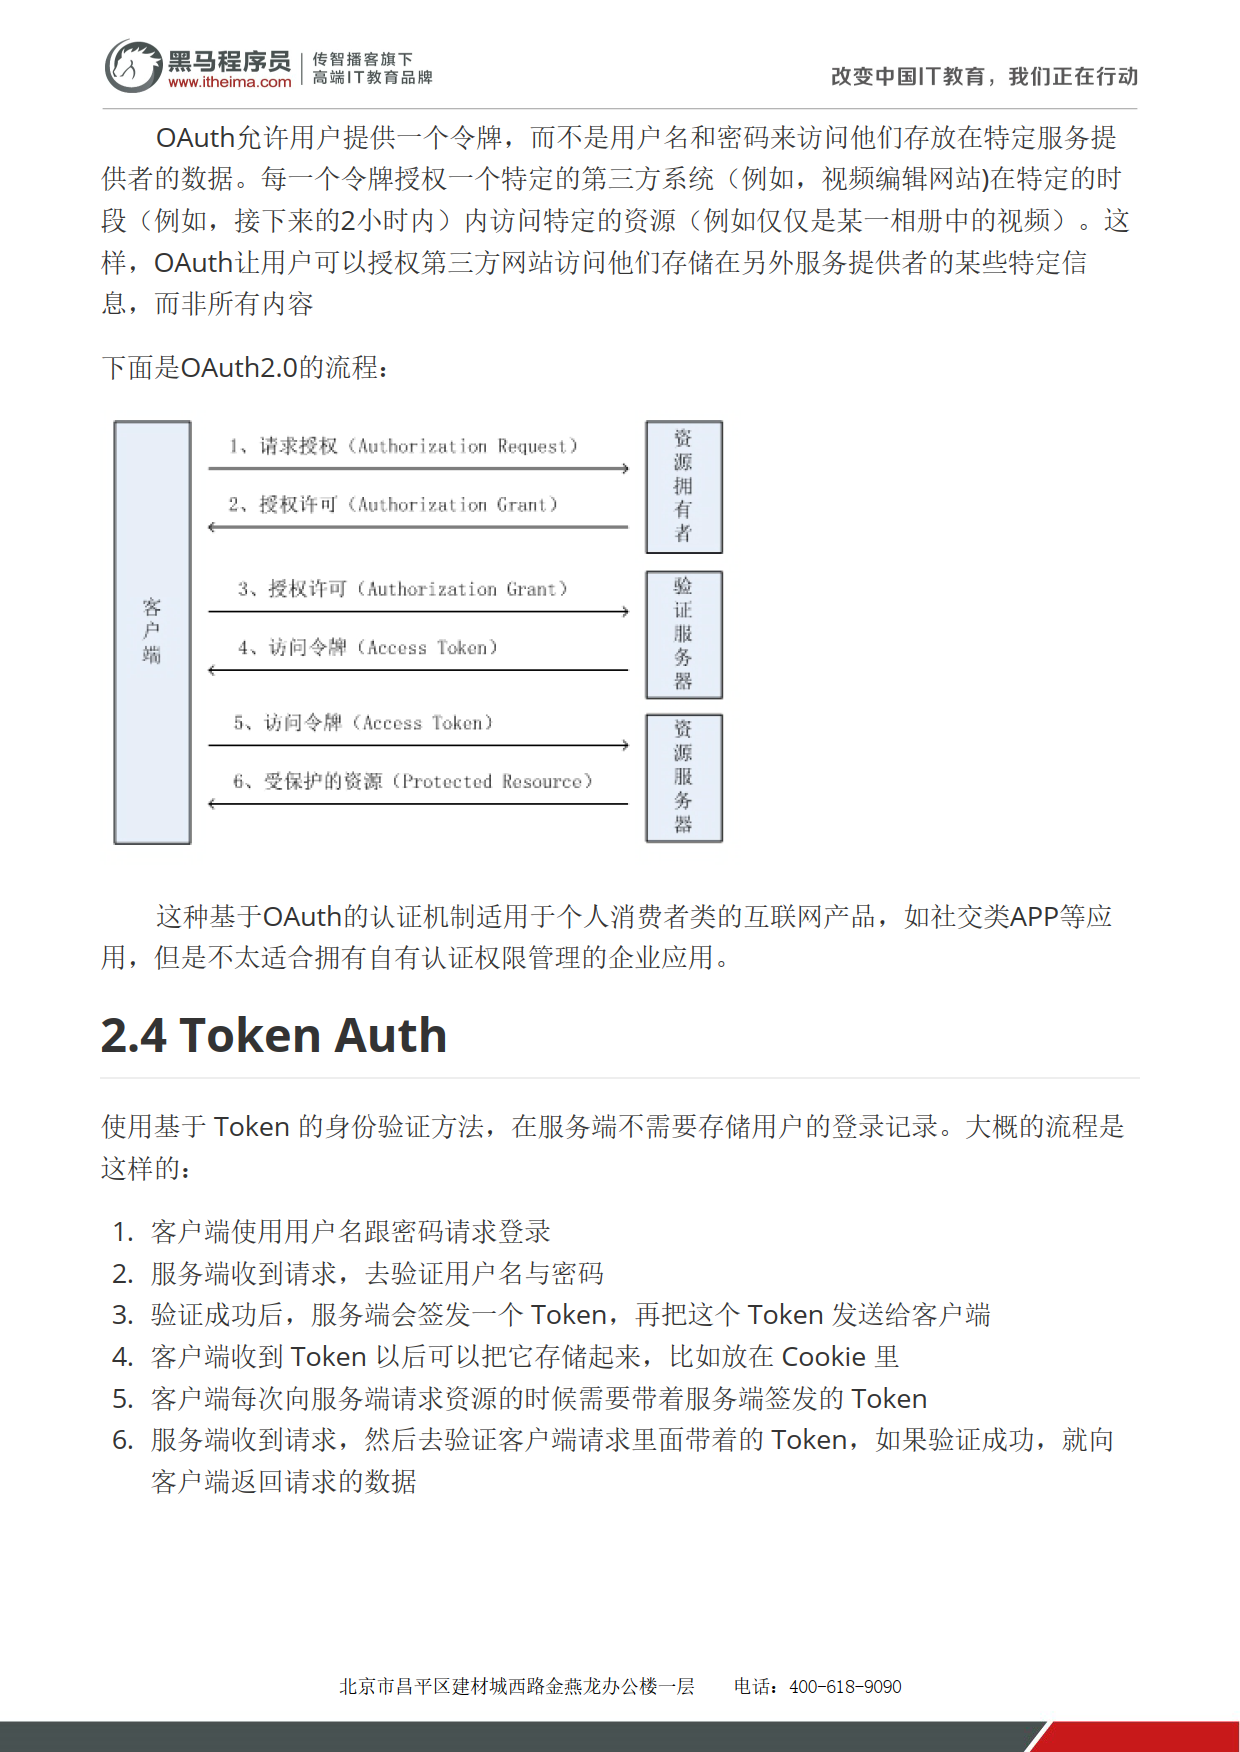 黑马程序员
www.itheima.com
传智播客旗下
高端IT教育品牌
改变中国IT教育，我们正在行动
OAuth允许用户提供一个令牌，而不是用户名和密码来访问他们存放在特定服务提
供者的数据。每一个令牌授权一个特定的第三方系统（例如，视频编辑网站)在特定的时
段（例如，接下来的2小时内）内访问特定的资源（例如仅仅是某一相册中的视频）。这
样，OAuth让用户可以授权第三方网站访问他们存储在另外服务提供者的某些特定信
息，而非所有内容
下面是OAuth2.0的流程：
客户端
1、请求授权（Authorization Request）
2、授权许可（Authorization Grant）
资源拥有者
3、授权许可（Authorization Grant）
4、访问令牌（Access Token）
验证服务器
5、访问令牌（Access Token）
6、受保护的资源（Protected Resource）
资源服务器
这种基于OAuth的认证机制适用于个人消费者类的互联网产品，如社交类APP等应
用，但是不太适合拥有自有认证权限管理的企业应用。
2.4 Token Auth
使用基于 Token 的身份验证方法，在服务端不需要存储用户的登录记录。大概的流程是
这样的：
1. 客户端使用用户名跟密码请求登录
2. 服务端收到请求，去验证用户名与密码
3. 验证成功后，服务端会签发一个 Token，再把这个 Token 发送给客户端
4. 客户端收到 Token 以后可以把它存储起来，比如放在 Cookie 里
5. 客户端每次向服务端请求资源的时候需要带着服务端签发的 Token
6. 服务端收到请求，然后去验证客户端请求里面带着的 Token，如果验证成功，就向
客户端返回请求的数据
北京市昌平区建材城西路金燕龙办公楼一层 电话：400-618-9090